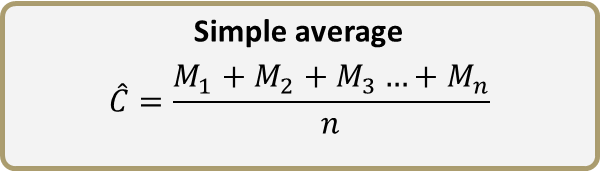 Simple average
Ĉ = (M₁ + M₂ + M₃ ... + Mₙ) / n